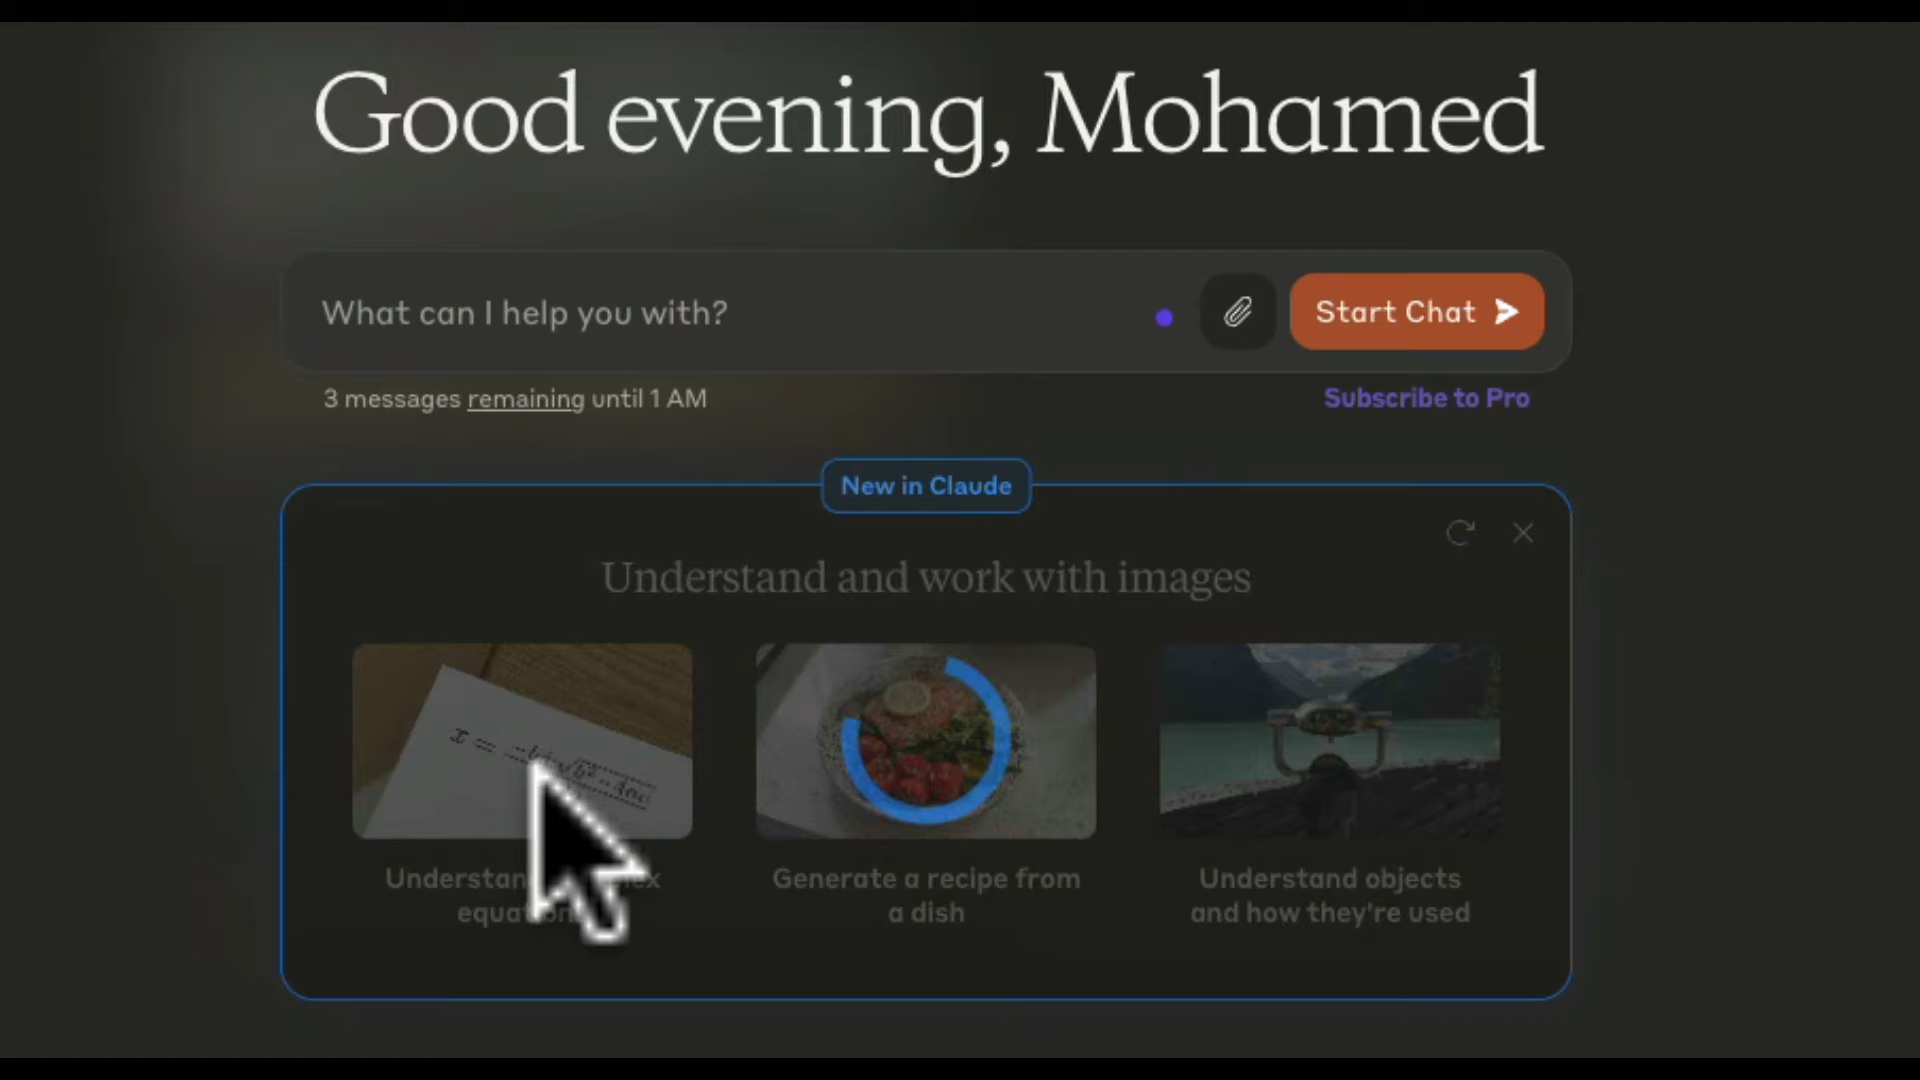 Good evening, Mohamed
What can I help you with?
Start Chat
3 messages remaining until 1 AM
Subscribe to Pro
New in Claude
Understand and work with images
x =
Generate a recipe from
a dish
Understand objects
and how they're used